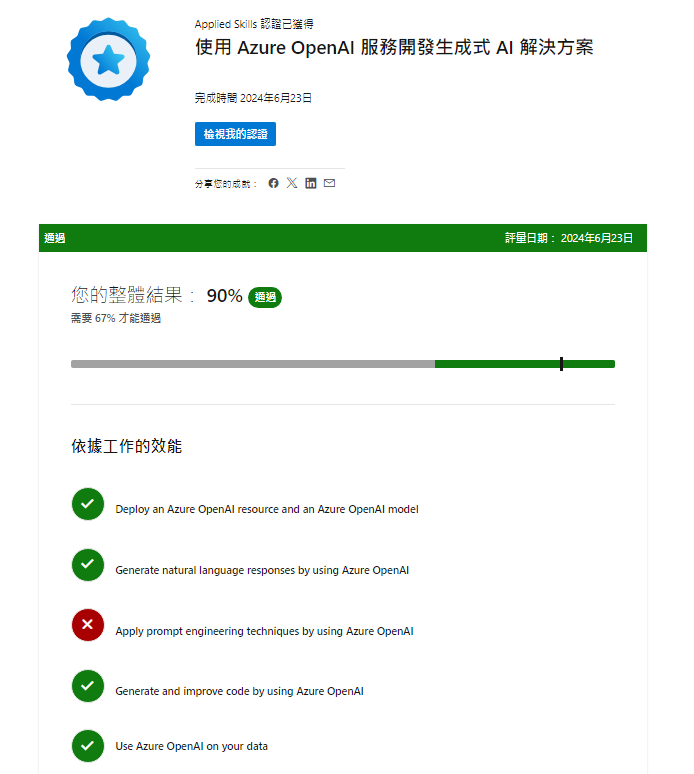 Applied Skills 認證已獲得
使用 Azure OpenAI 服務開發生成式 AI 解決方案
完成時間 2024年6月23日
檢視我的認證
分享您的成就：
通過 評量日期： 2024年6月23日
您的整體結果： 90% 通過
需要 67% 才能通過
依據工作的效能
Deploy an Azure OpenAI resource and an Azure OpenAI model
Generate natural language responses by using Azure OpenAI
Apply prompt engineering techniques by using Azure OpenAI
Generate and improve code by using Azure OpenAI
Use Azure OpenAI on your data